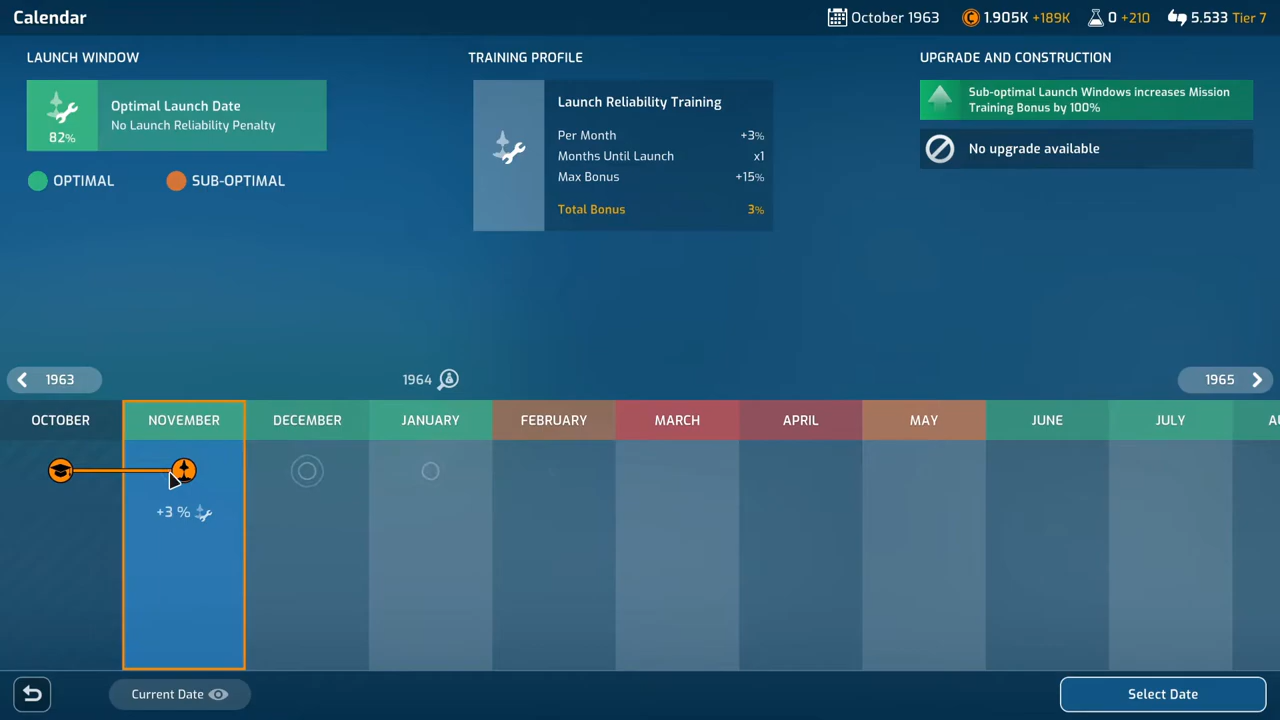 Calendar
October 1963
1.905K +189K
0 +210
5.533 Tier 7
LAUNCH WINDOW
82%
Optimal Launch Date
No Launch Reliability Penalty
OPTIMAL
SUB-OPTIMAL
TRAINING PROFILE
Launch Reliability Training
Per Month +3%
Months Until Launch x1
Max Bonus +15%
Total Bonus 3%
UPGRADE AND CONSTRUCTION
Sub-optimal Launch Windows increases Mission
Training Bonus by 100%
No upgrade available
1963
1964
1965
OCTOBER
NOVEMBER
DECEMBER
JANUARY
FEBRUARY
MARCH
APRIL
MAY
JUNE
JULY
AU
+3 %
Current Date
Select Date